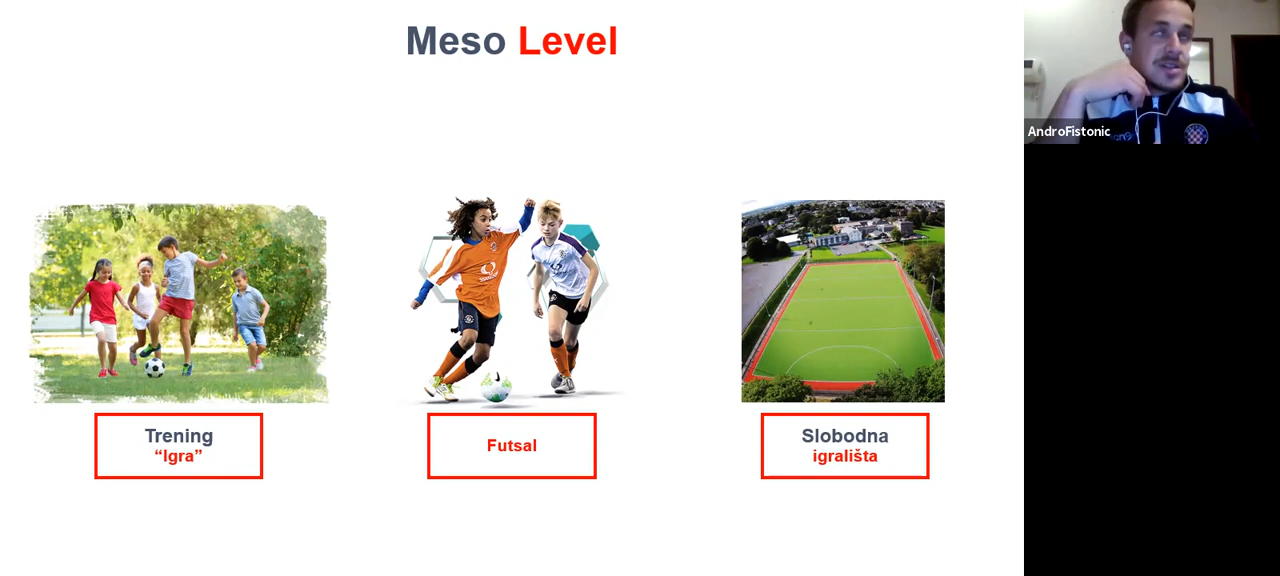 Meso Level
AndroFistonic
Trening
“Igra”
Futsal
Slobodna
igrališta